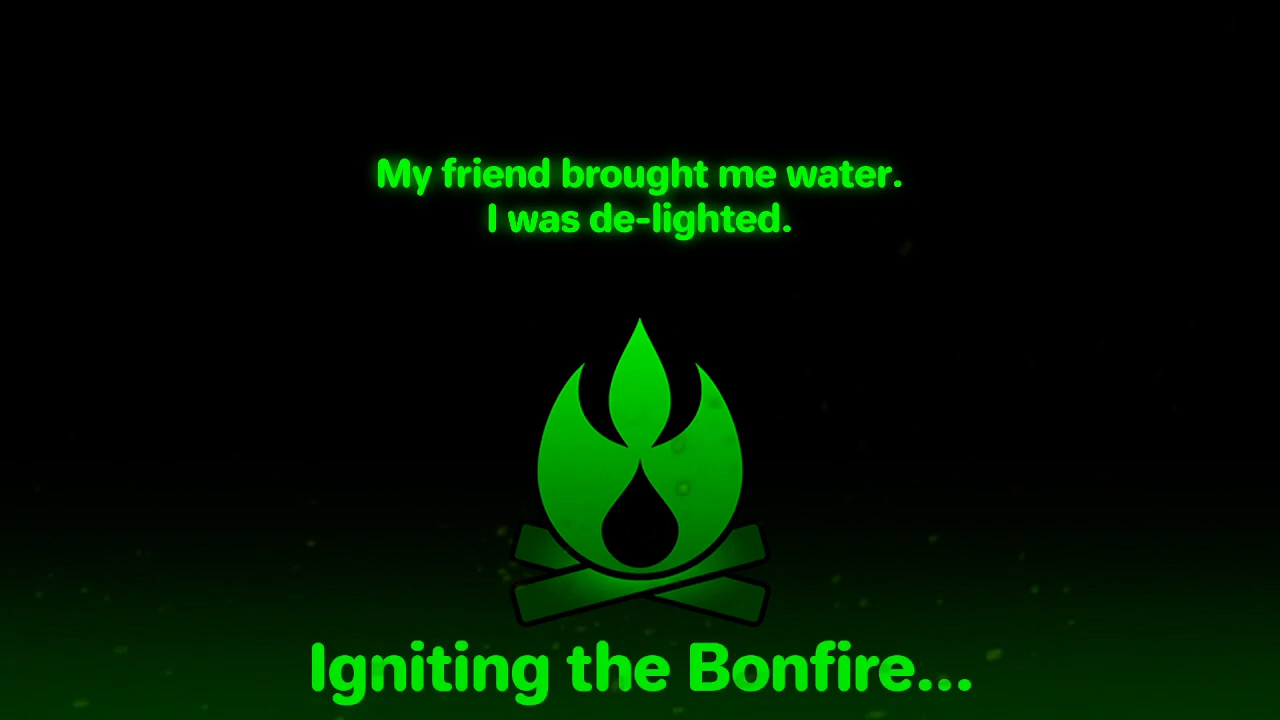 My friend brought me water.
I was de-lighted.
Igniting the Bonfire...